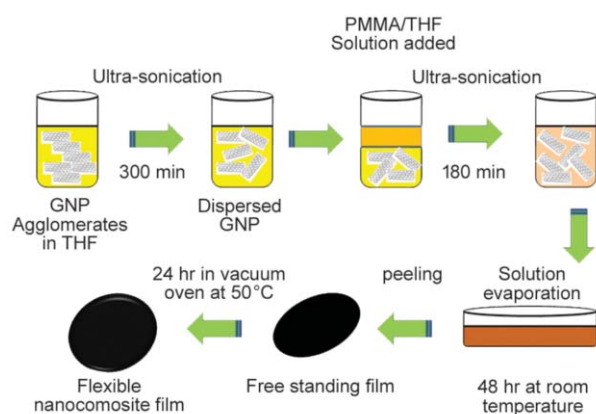 PMMA/THF
Solution added
Ultra-sonication
Ultra-sonication
300 min
180 min
GNP
Agglomerates
in THF
Dispersed
GNP
24 hr in vacuum
oven at 50°C
peeling
Solution
evaporation
Flexible
nanocomosite film
Free standing film
48 hr at room
temperature